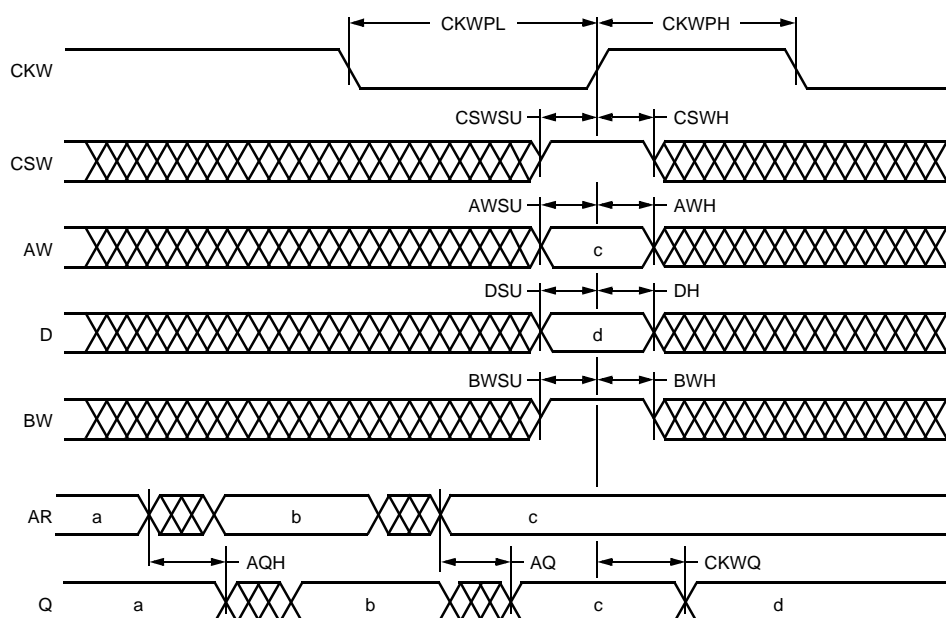 CKWPL CKWPH
CKW
CSWSU CSWH
CSW
AWSU AWH
AW c
DSU DH
D d
BWSU BWH
BW
AR a b c
AQH AQ CKWQ
Q a b c d